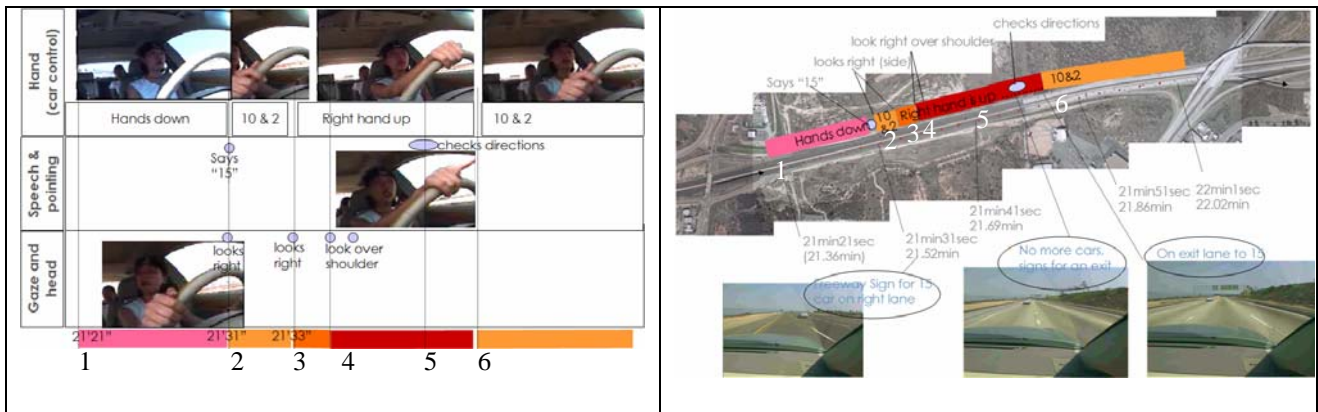 Hand
(car control)
Hands down
10 & 2
Right hand up
10 & 2
Speech &
pointing
Says
“15”
checks directions
Gaze and
head
looks
right
looks
right
look over
shoulder
21’21”
21’31”
21’33”
1
2
3
4
5
6
checks directions
look right over shoulder
looks right (side)
Says “15”
Hands down
10
&2
Right hand is up
10&2
1
2
3
4
5
6
21min21sec
(21.36min)
21min31sec
21.52min
21min41sec
21.69min
21min51sec
21.86min
22min1sec
22.02min
Freeway Sign for 15
car on right lane
No more cars,
signs for an exit
On exit lane to 15